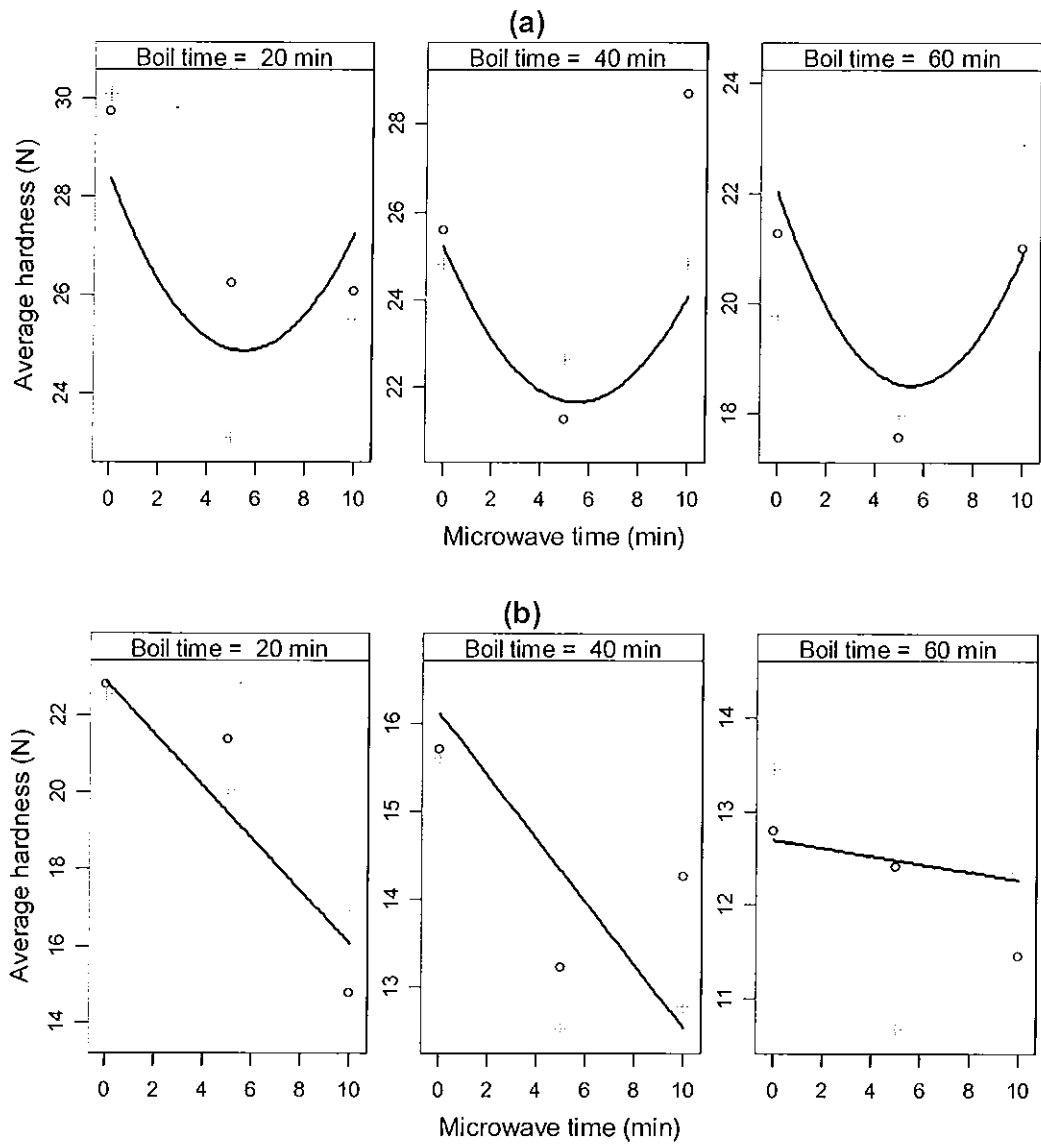 (a)
Boil time = 20 min
Boil time = 40 min
Boil time = 60 min
Average hardness (N)
30
28
26
24
28
26
24
22
24
22
20
18
0 2 4 6 8 10
0 2 4 6 8 10
0 2 4 6 8 10
Microwave time (min)
(b)
Boil time = 20 min
Boil time = 40 min
Boil time = 60 min
Average hardness (N)
22
20
18
16
14
16
15
14
13
14
13
12
11
0 2 4 6 8 10
0 2 4 6 8 10
0 2 4 6 8 10
Microwave time (min)